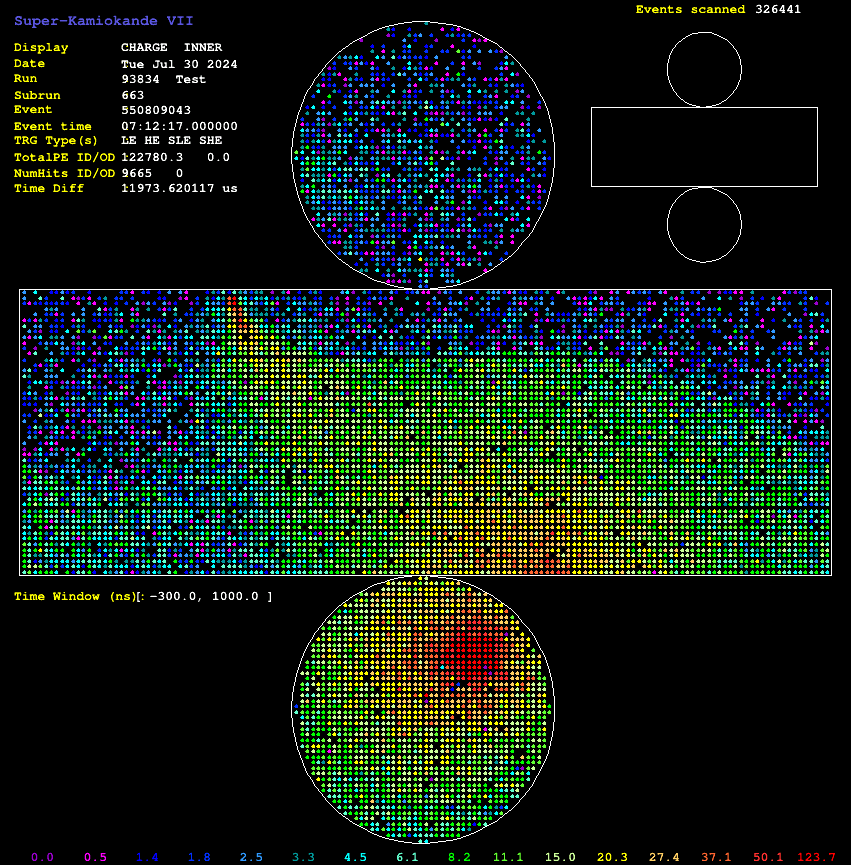 Super-Kamiokande VII
Events scanned 326441
Display CHARGE INNER
Date Tue Jul 30 2024
Run 93834 Test
Subrun 663
Event 550809043
Event time 07:12:17.000000
TRG Type(s) LE HE SLE SHE
TotalPE ID/OD 122780.3 0.0
NumHits ID/OD 9665 0
Time Diff 11973.620117 us
Time Window (ns)[: −300.0, 1000.0 ]
0.0 0.5 1.4 1.8 2.5 3.3 4.5 6.1 8.2 11.1 15.0 20.3 27.4 37.1 50.1 123.7